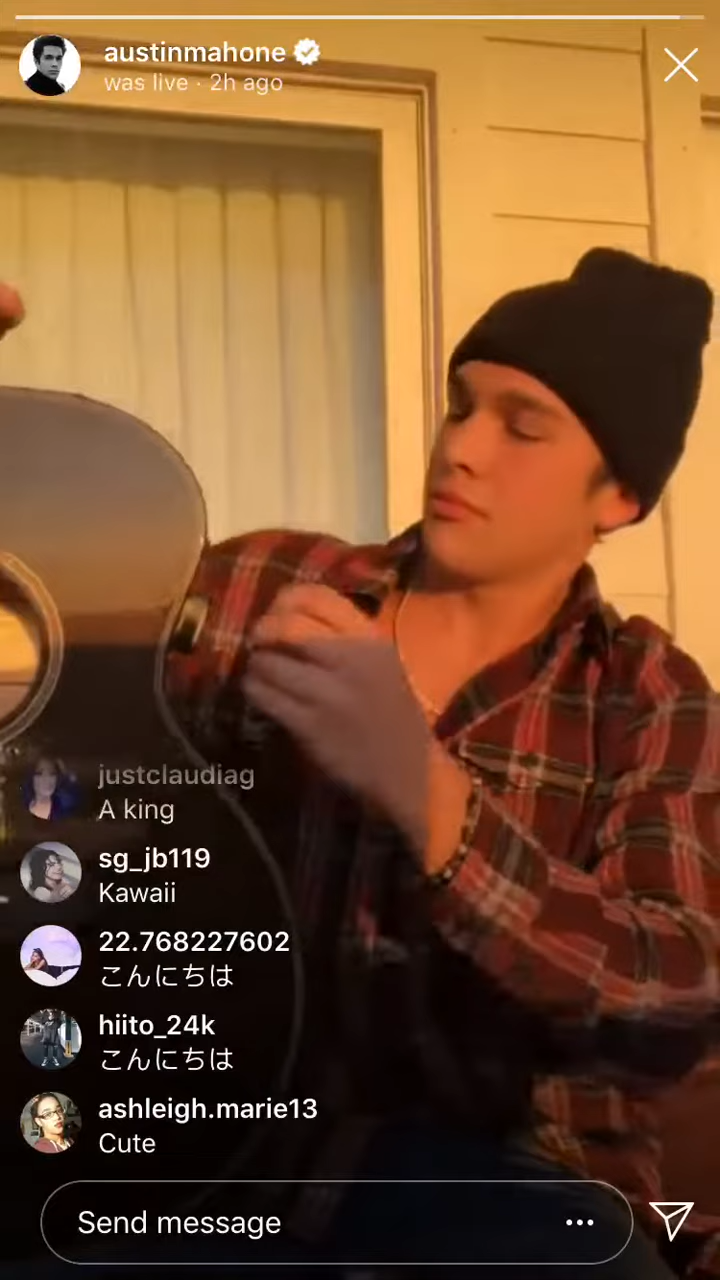 austinmahone
was live · 2h ago
justclaudiag
A king
sg_jb119
Kawaii
22.768227602
こんにちは
hiito_24k
こんにちは
ashleigh.marie13
Cute
Send message